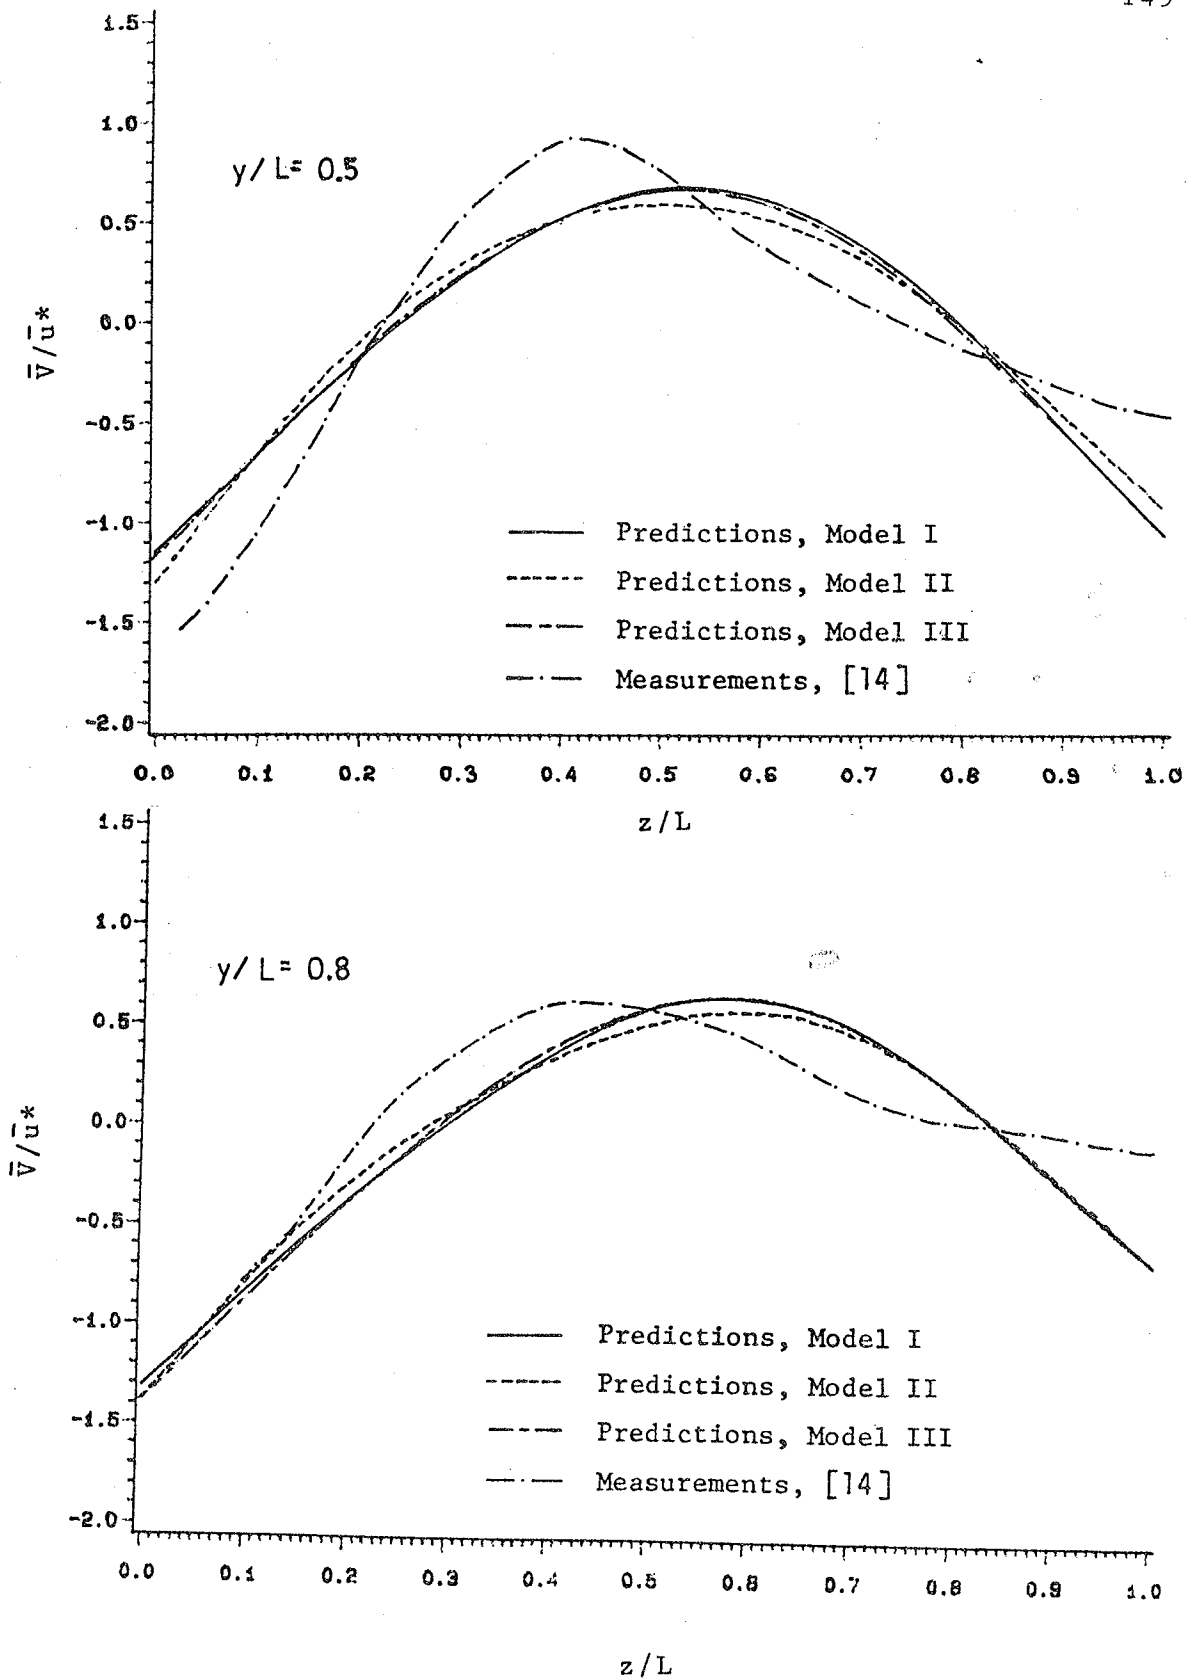 1.5
1.0
y/L= 0.5
0.5
0.0
V̅/u̅*
-0.5
-1.0
Predictions, Model I
Predictions, Model II
-1.5
Predictions, Model III
Measurements, [14]
-2.0
0.0 0.1 0.2 0.3 0.4 0.5 0.6 0.7 0.8 0.9 1.0
z/L
1.5
1.0
y/L= 0.8
0.5
0.0
V̅/u̅*
-0.5
-1.0
Predictions, Model I
Predictions, Model II
-1.5
Predictions, Model III
Measurements, [14]
-2.0
0.0 0.1 0.2 0.3 0.4 0.5 0.6 0.7 0.8 0.9 1.0
z/L